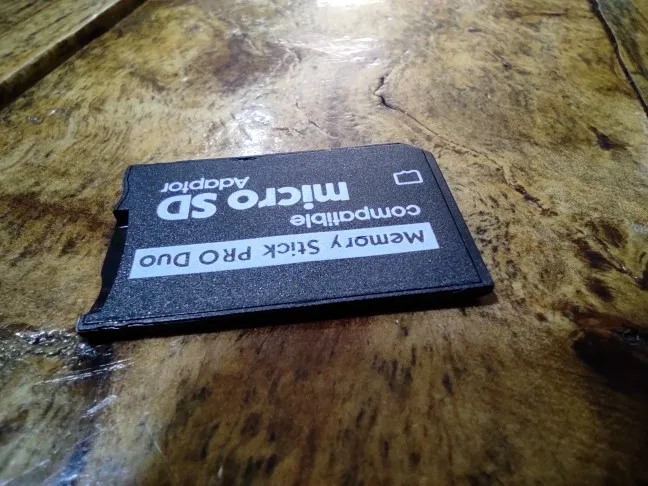 Memory Stick PRO Duo
compatible
micro SD
Adaptor